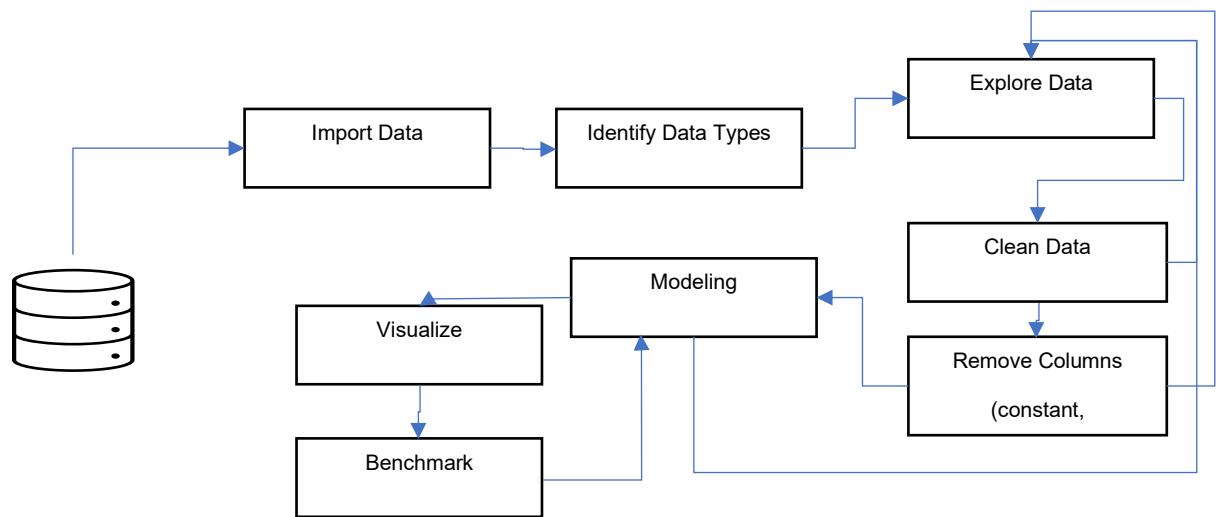 Import Data
Identify Data Types
Explore Data
Clean Data
Remove Columns
(constant,
Modeling
Visualize
Benchmark